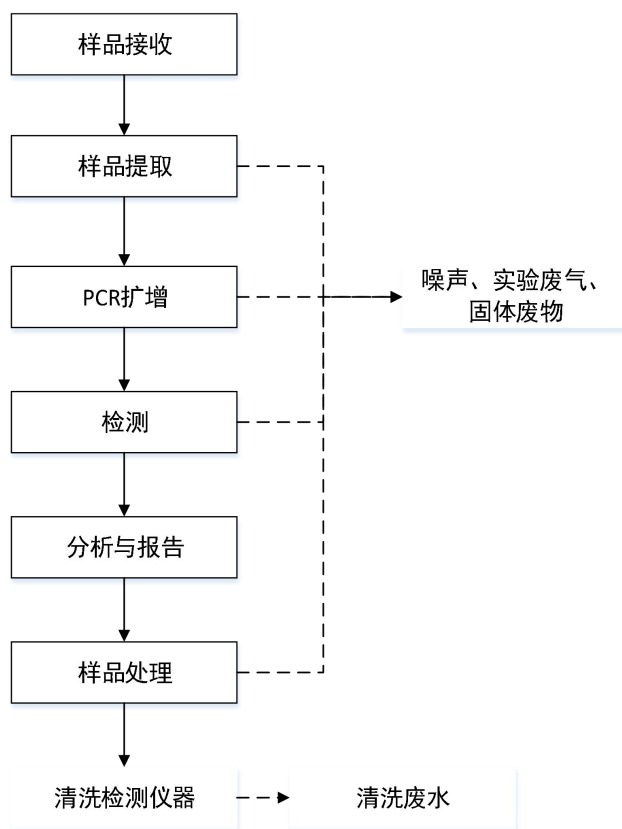 样品接收
样品提取
PCR扩增
噪声、实验废气、
固体废物
检测
分析与报告
样品处理
清洗检测仪器
清洗废水